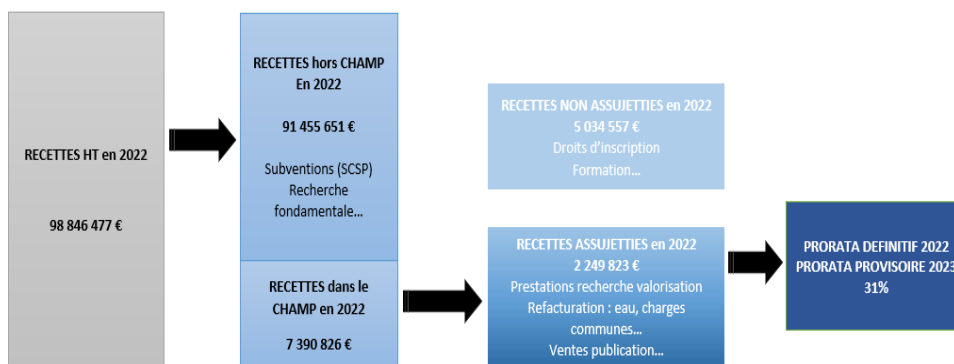 RECETTES HT en 2022
98 846 477 €
RECETTES hors CHAMP
En 2022
91 455 651 €
Subventions (SCSP)
Recherche
fondamentale...
RECETTES dans le
CHAMP en 2022
7 390 826 €
RECETTES NON ASSUJETTIES en 2022
5 034 557 €
Droits d'inscription
Formation...
RECETTES ASSUJETTIES en 2022
2 249 823 €
Prestations recherche valorisation
Refacturation : eau, charges
communes...
Ventes publication...
PRORATA DEFINITIF 2022
PRORATA PROVISOIRE 2023
31%